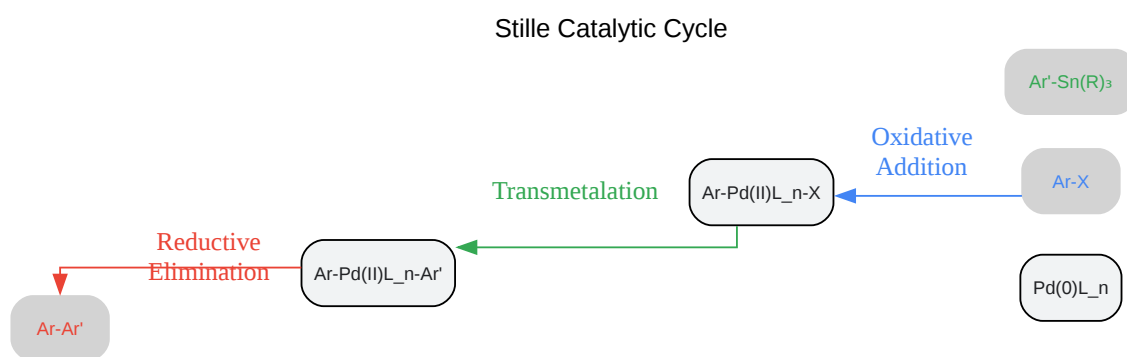 Stille Catalytic Cycle
Ar'-Sn(R)₃
Oxidative
Addition
Ar-X
Transmetalation
Ar-Pd(II)L_n-X
Reductive
Elimination
Ar-Pd(II)L_n-Ar'
Pd(0)L_n
Ar-Ar'